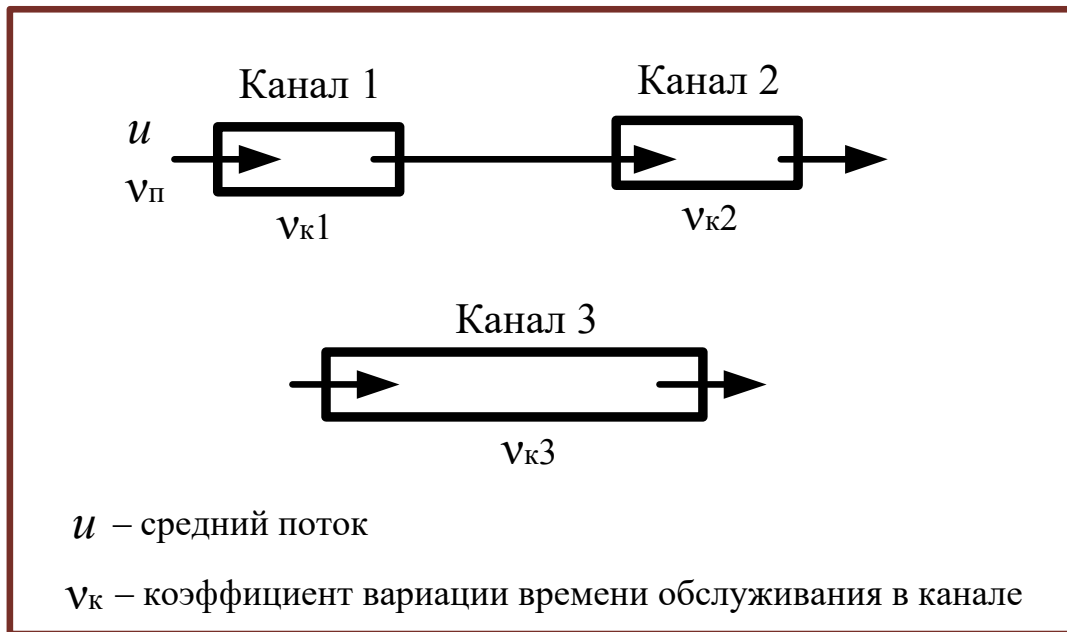 Канал 1 Канал 2
u
νп
νк1 νк2
Канал 3
νк3
u – средний поток
νк – коэффициент вариации времени обслуживания в канале